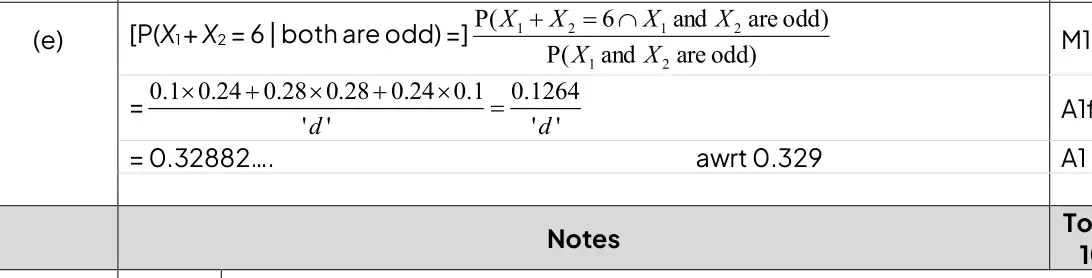 (e) [P(X₁+ X₂ = 6 | both are odd) =] P(X₁ + X₂ = 6 ∩ X₁ and X₂ are odd) / P(X₁ and X₂ are odd) M1
= 0.1×0.24+0.28×0.28+0.24×0.1 / 'd' = 0.1264 / 'd' A1f
= 0.32882.... awrt 0.329 A1
Notes To